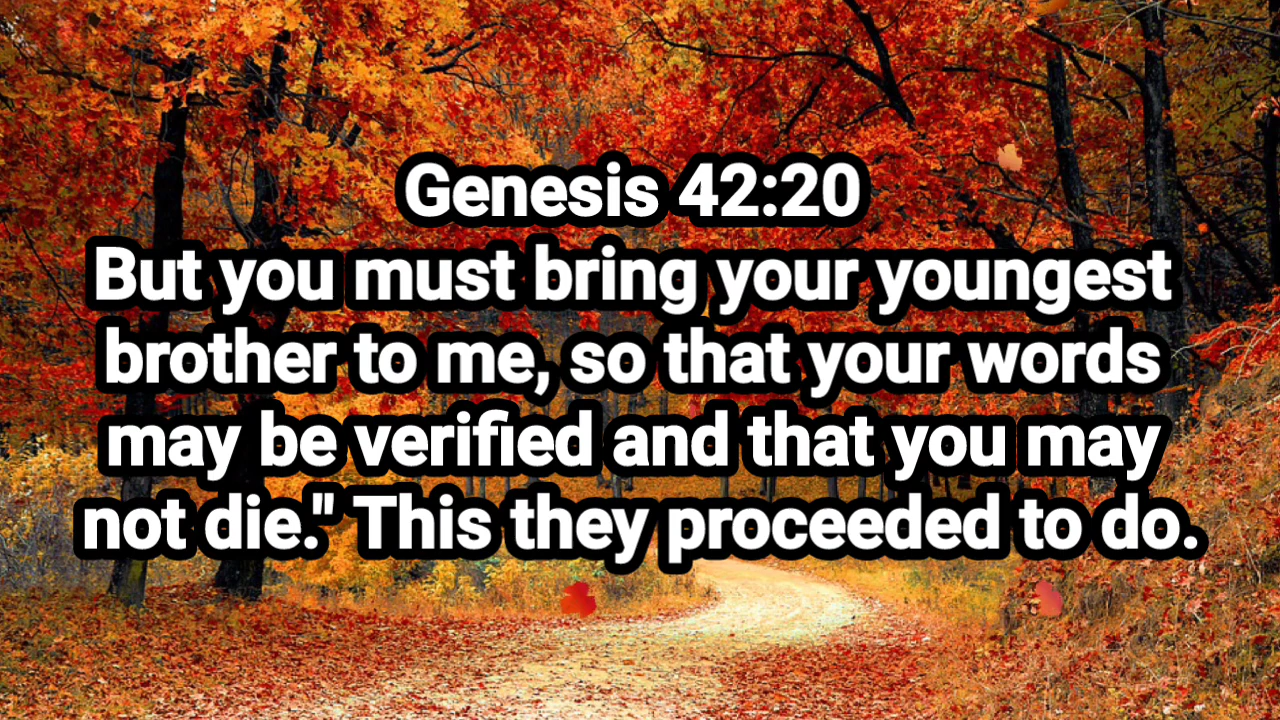 Genesis 42:20
But you must bring your youngest
brother to me, so that your words
may be verified and that you may
not die." This they proceeded to do.